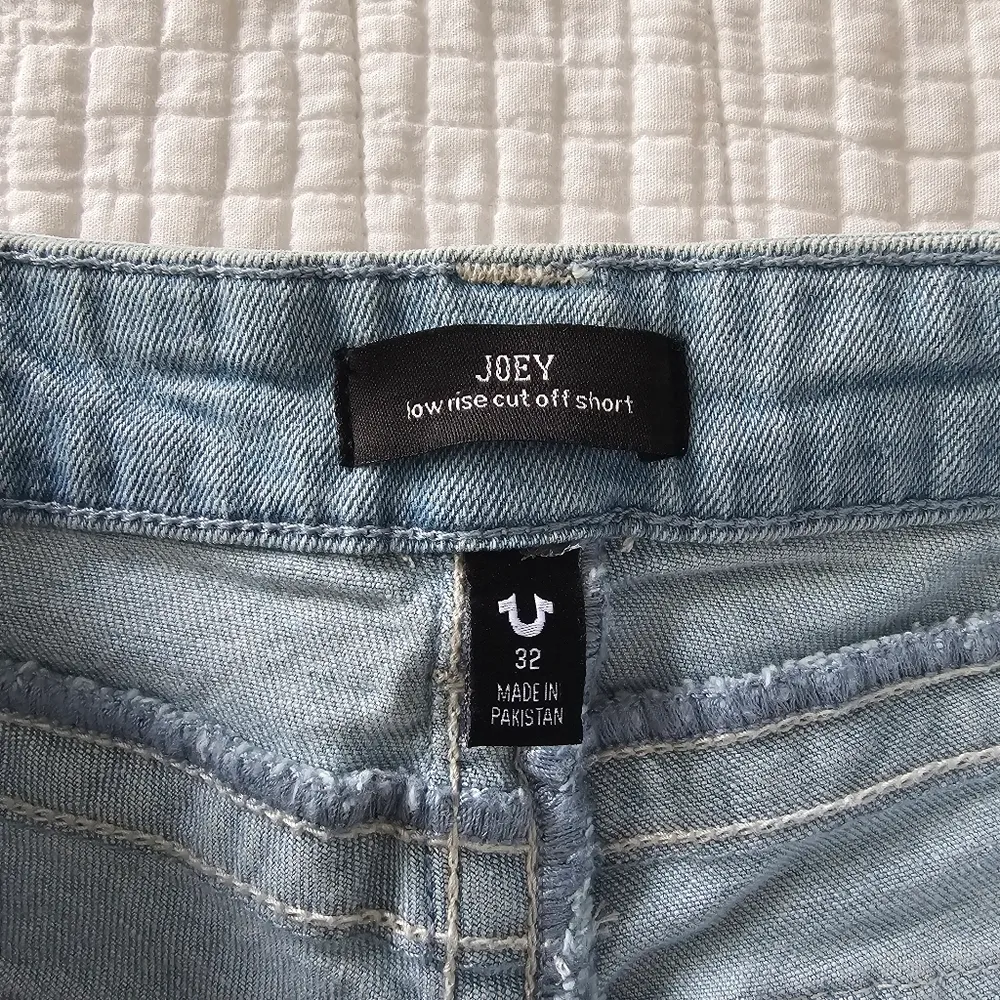 JOEY
low rise cut off short
32
MADE IN
PAKISTAN